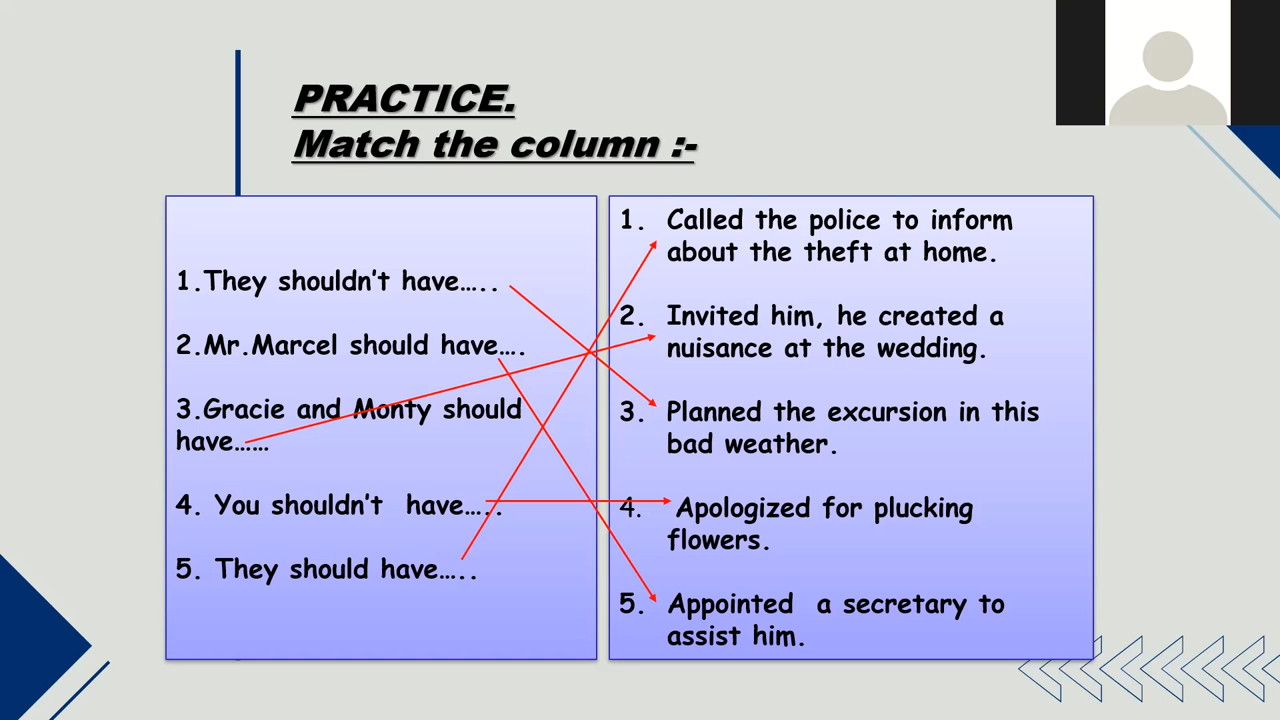 PRACTICE.
Match the column :-
1.They shouldn't have…..
2.Mr.Marcel should have….
3.Gracie and Monty should
have……
4. You shouldn't have…..
5. They should have…..
1. Called the police to inform
about the theft at home.
2. Invited him, he created a
nuisance at the wedding.
3. Planned the excursion in this
bad weather.
4. Apologized for plucking
flowers.
5. Appointed a secretary to
assist him.